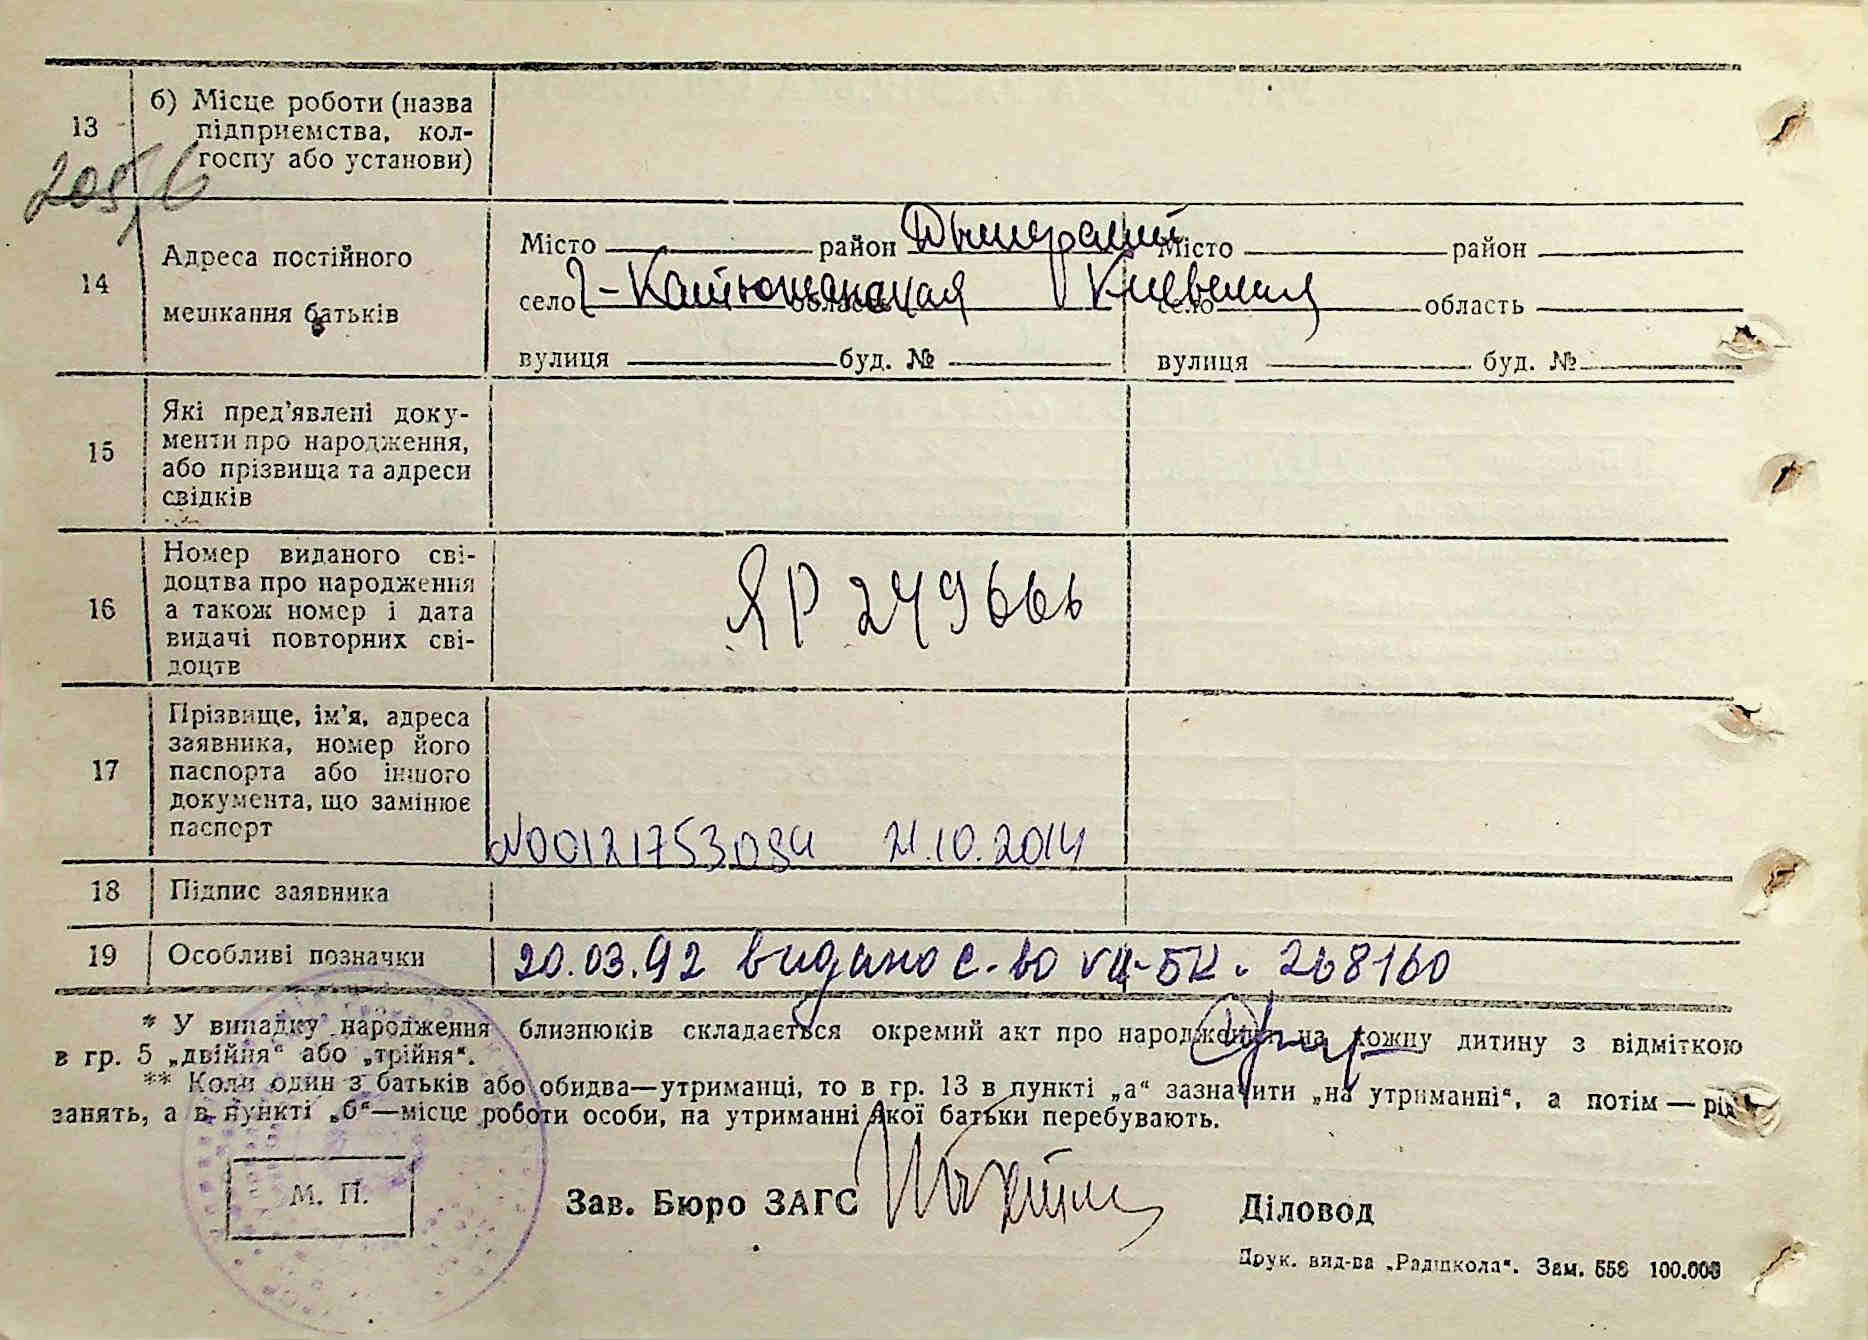 13
б) Місце роботи (назва
підприємства, кол-
госпу або установи)
205/6
14
Адреса постійного
мешкання батьків
Місто район Дымерский Місто район
село 2-Катюжанская область Киевская село область
вулиця буд. № вулиця буд. №
15
Які пред’явлені доку-
менти про народження,
або прізвища та адреси
свідків
16
Номер виданого сві-
доцтва про народження
а також номер і дата
видачі повторних сві-
доцтв
ЯР 249666
17
Прізвище, ім’я, адреса
заявника, номер його
паспорта або іншого
документа, що замінює
паспорт
N00121753084 21.10.2014
18
Підпис заявника
19
Особливі позначки
20.03.92 видано с-во VII-БК. 268160
* У випадку народження близнюків складається окремий акт про народження на кожну дитину з відміткою
в гр. 5 „двійня“ або „трійня“.
** Коли один з батьків або обидва—утриманці, то в гр. 13 в пункті „а“ зазначити „на утриманні“, а потім — рід
занять, а в пункті „б“—місце роботи особи, на утриманні якої батьки перебувають.
М. П.
Зав. Бюро ЗАГС
Діловод
Друк. вид-ва „Радшкола“. Зам. 558 100.000